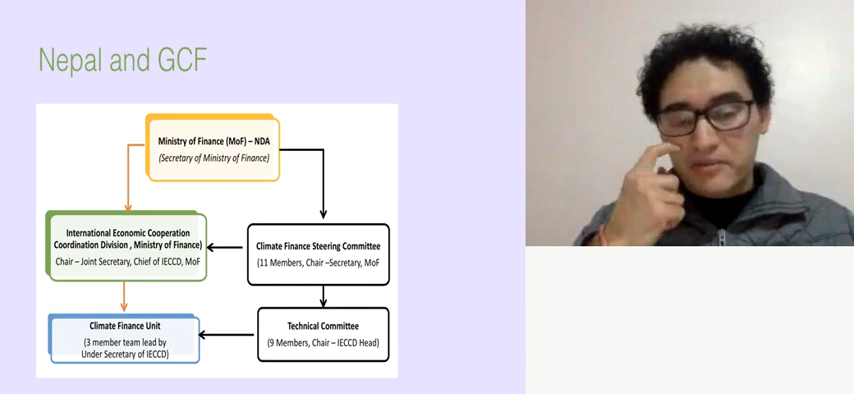 Nepal and GCF
Ministry of Finance (MoF) – NDA
(Secretary of Ministry of Finance)
International Economic Cooperation
Coordination Division , Ministry of Finance)
Chair – Joint Secretary, Chief of IECCD, MoF
Climate Finance Steering Committee
(11 Members, Chair –Secretary, MoF
Climate Finance Unit
(3 member team lead by
Under Secretary of IECCD)
Technical Committee
(9 Members, Chair – IECCD Head)